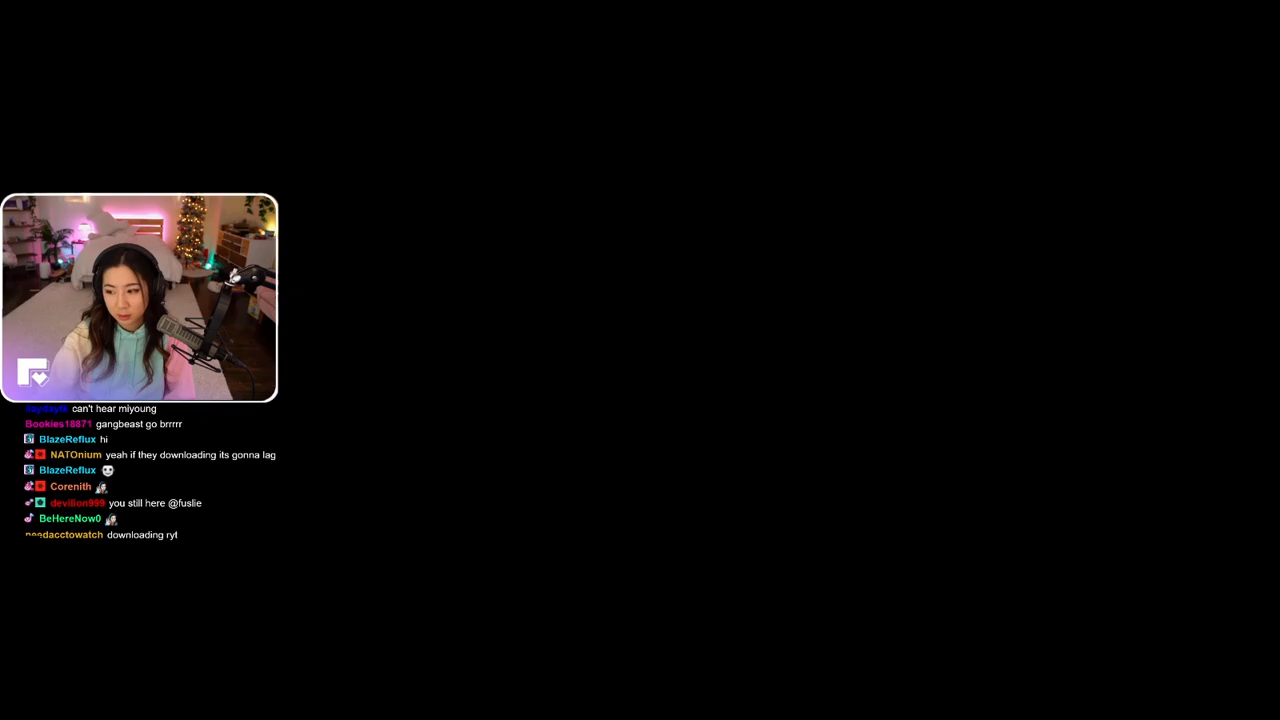 can't hear miyoung
Bookies18871 gangbeast go brrrrr
BlazeReflux hi
NATOnium yeah if they downloading its gonna lag
BlazeReflux
Corenith
devilion999 you still here @fuslie
BeHereNow0
needacctowatch downloading ryt